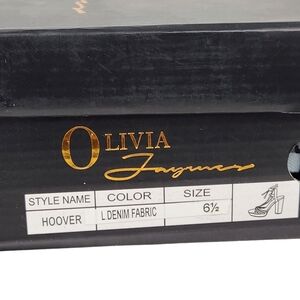 OLIVIA
Jaymes
STYLE NAME COLOR SIZE
HOOVER L DENIM FABRIC 6½